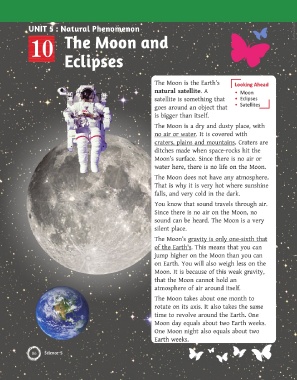 UNIT 5 : Natural Phenomenon
10
The Moon and
Eclipses
The Moon is the Earth's
natural satellite. A
satellite is something that
goes around an object that
is bigger than itself.
Looking Ahead
• Moon
• Eclipses
• Satellites
The Moon is a dry and dusty place, with
no air or water. It is covered with
craters, plains and mountains. Craters are
ditches made when space-rocks hit the
Moon's surface. Since there is no air or
water here, there is no life on the Moon.
The Moon does not have any atmosphere.
That is why it is very hot where sunshine
falls, and very cold in the dark.
You know that sound travels through air.
Since there is no air on the Moon, no
sound can be heard. The Moon is a very
silent place.
The Moon's gravity is only one-sixth that
of the Earth's. This means that you can
jump higher on the Moon than you can
on Earth. You will also weigh less on the
Moon. It is because of this weak gravity,
that the Moon cannot hold an
atmosphere of air around itself.
The Moon takes about one month to
rotate on its axis. It also takes the same
time to revolve around the Earth. One
Moon day equals about two Earth weeks.
One Moon night also equals about two
Earth weeks.
Science-5